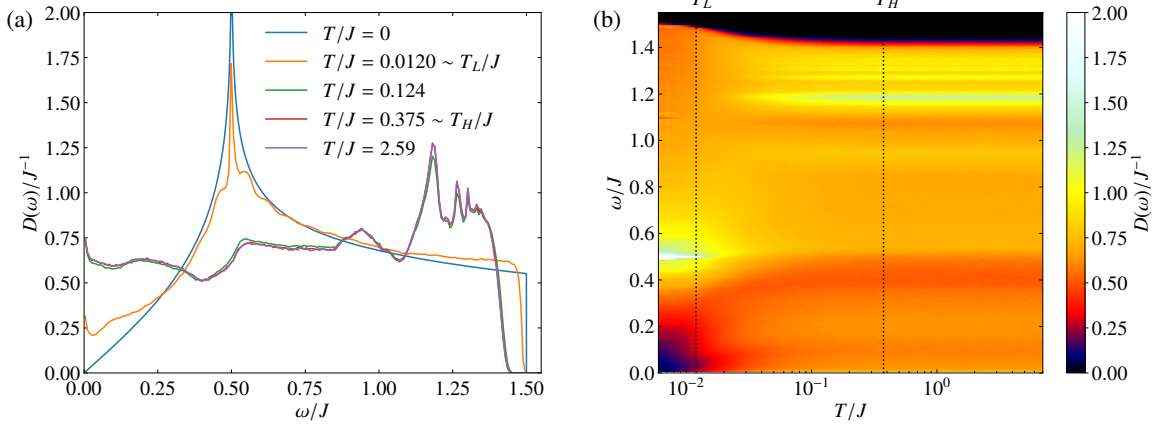 (a)
2.00
1.75
1.50
1.25
1.00
0.75
0.50
0.25
0.00
D(ω)/J⁻¹
0.00 0.25 0.50 0.75 1.00 1.25 1.50
ω/J
T/J = 0
T/J = 0.0120 ~ T_L/J
T/J = 0.124
T/J = 0.375 ~ T_H/J
T/J = 2.59
(b)
T_L T_H
1.4
1.2
1.0
0.8
0.6
0.4
0.2
0.0
ω/J
10⁻² 10⁻¹ 10⁰
T/J
2.00
1.75
1.50
1.25
1.00
0.75
0.50
0.25
0.00
D(ω)/J⁻¹